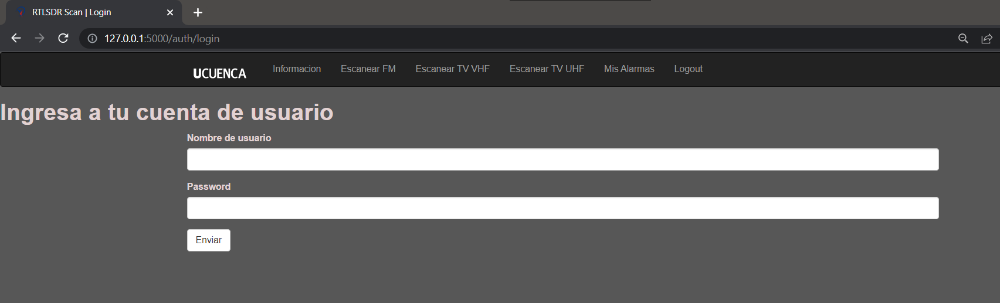 RTLSDR Scan | Login
127.0.0.1:5000/auth/login
UCUENCA Informacion Escanear FM Escanear TV VHF Escanear TV UHF Mis Alarmas Logout
Ingresa a tu cuenta de usuario
Nombre de usuario
Password
Enviar